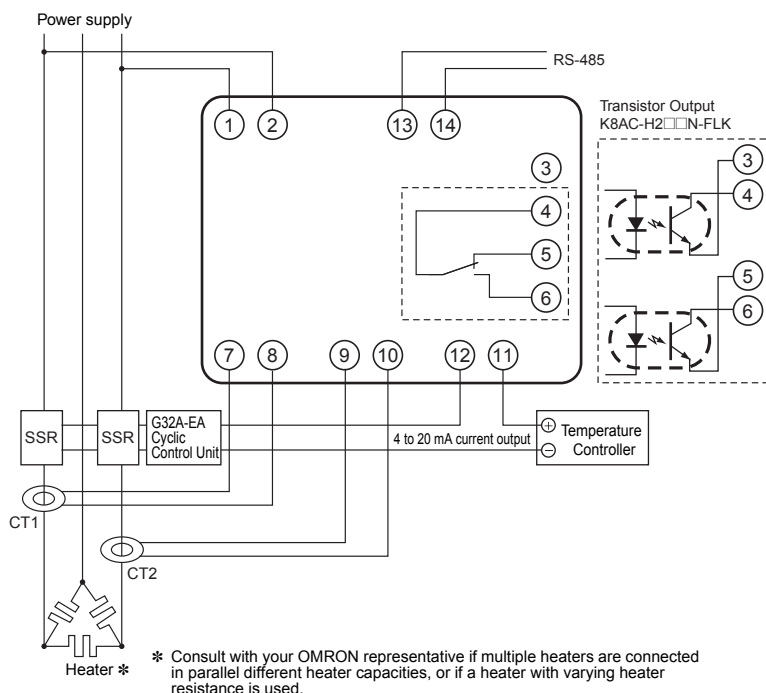 Power supply
RS-485
Transistor Output
K8AC-H2□□N-FLK
1
2
13
14
3
4
5
6
3
4
5
6
7
8
9
10
12
11
SSR
SSR
G32A-EA
Cyclic
Control Unit
4 to 20 mA current output
+
−
Temperature
Controller
CT1
CT2
Heater *
* Consult with your OMRON representative if multiple heaters are connected
in parallel different heater capacities, or if a heater with varying heater
resistance is used.